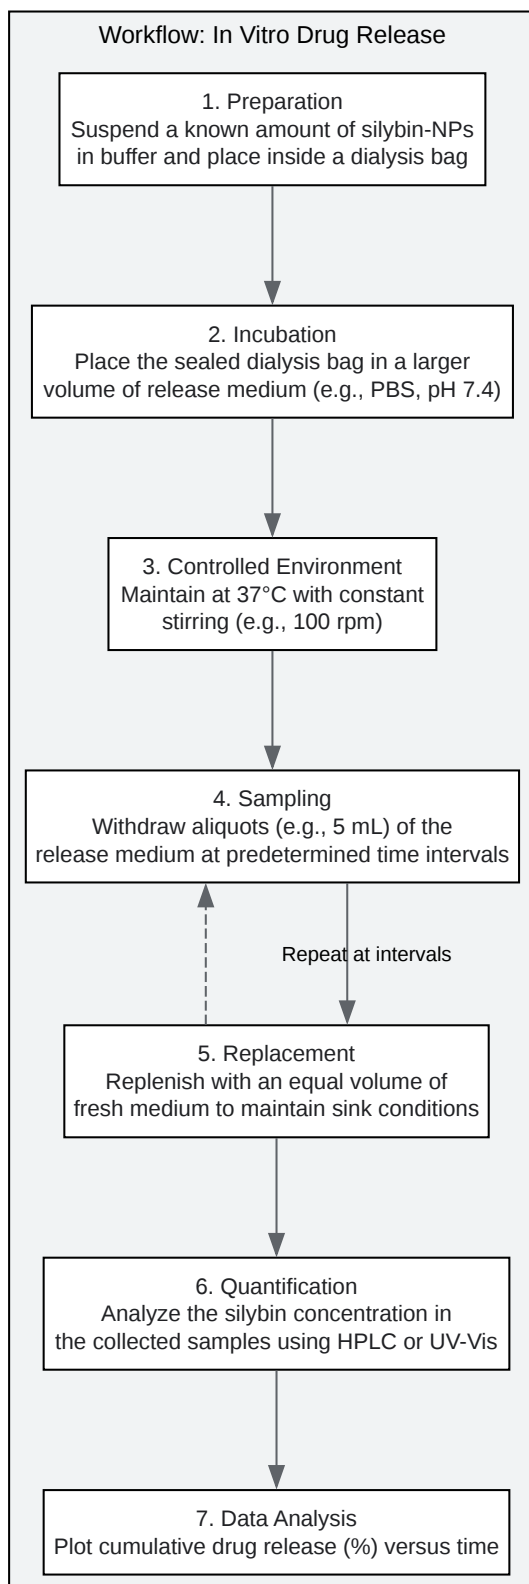 Workflow: In Vitro Drug Release
1. Preparation
Suspend a known amount of silybin-NPs
in buffer and place inside a dialysis bag
2. Incubation
Place the sealed dialysis bag in a larger
volume of release medium (e.g., PBS, pH 7.4)
3. Controlled Environment
Maintain at 37°C with constant
stirring (e.g., 100 rpm)
4. Sampling
Withdraw aliquots (e.g., 5 mL) of the
release medium at predetermined time intervals
Repeat at intervals
5. Replacement
Replenish with an equal volume of
fresh medium to maintain sink conditions
6. Quantification
Analyze the silybin concentration in
the collected samples using HPLC or UV-Vis
7. Data Analysis
Plot cumulative drug release (%) versus time